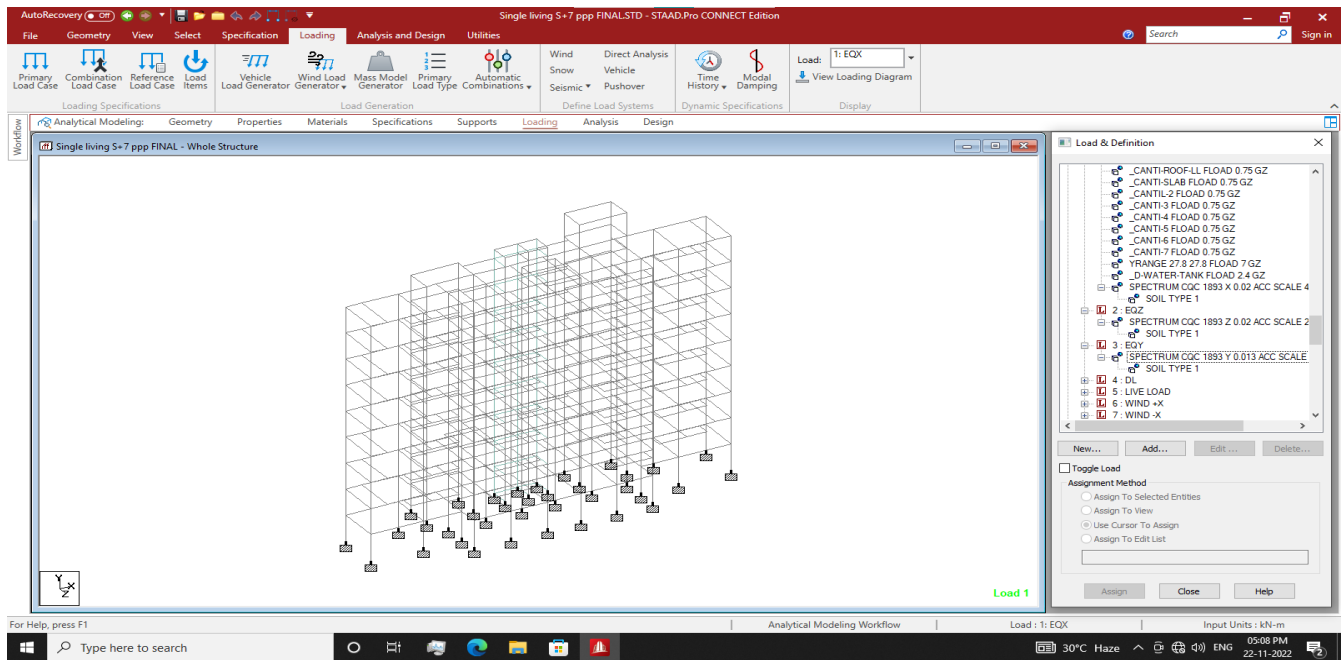 AutoRecovery Off Single living S+7 ppp FINAL.STD - STAAD.Pro CONNECT Edition
File Geometry View Select Specification Loading Analysis and Design Utilities Search Sign in
Primary Load Case
Combination Load Case
Reference Load Case
Load Items
Loading Specifications
Vehicle Load Generator
Wind Load Generator
Mass Model Generator
Primary Load Type
Automatic Combinations
Load Generation
Wind Direct Analysis
Snow Vehicle
Seismic Pushover
Define Load Systems
Time History
Modal Damping
Dynamic Specifications
Load: 1: EQX
View Loading Diagram
Display
Workflow
Analytical Modeling: Geometry Properties Materials Specifications Supports Loading Analysis Design
Single living S+7 ppp FINAL - Whole Structure
Y
X
Z
Load 1
Load & Definition
_CANTI-ROOF-LL FLOAD 0.75 GZ
_CANTI-SLAB FLOAD 0.75 GZ
_CANTIL-2 FLOAD 0.75 GZ
_CANTI-3 FLOAD 0.75 GZ
_CANTI-4 FLOAD 0.75 GZ
_CANTI-5 FLOAD 0.75 GZ
_CANTI-6 FLOAD 0.75 GZ
_CANTI-7 FLOAD 0.75 GZ
YRANGE 27.8 27.8 FLOAD 7 GZ
_D-WATER-TANK FLOAD 2.4 GZ
SPECTRUM CQC 1893 X 0.02 ACC SCALE 4
SOIL TYPE 1
L 2 : EQZ
SPECTRUM CQC 1893 Z 0.02 ACC SCALE 2
SOIL TYPE 1
L 3 : EQY
SPECTRUM CQC 1893 Y 0.013 ACC SCALE
SOIL TYPE 1
L 4 : DL
L 5 : LIVE LOAD
L 6 : WIND +X
L 7 : WIND -X
New... Add... Edit ... Delete...
Toggle Load
Assignment Method
Assign To Selected Entities
Assign To View
Use Cursor To Assign
Assign To Edit List
Assign Close Help
For Help, press F1 Analytical Modeling Workflow Load : 1: EQX Input Units : kN-m
Type here to search 30°C Haze ENG 05:08 PM
22-11-2022 2